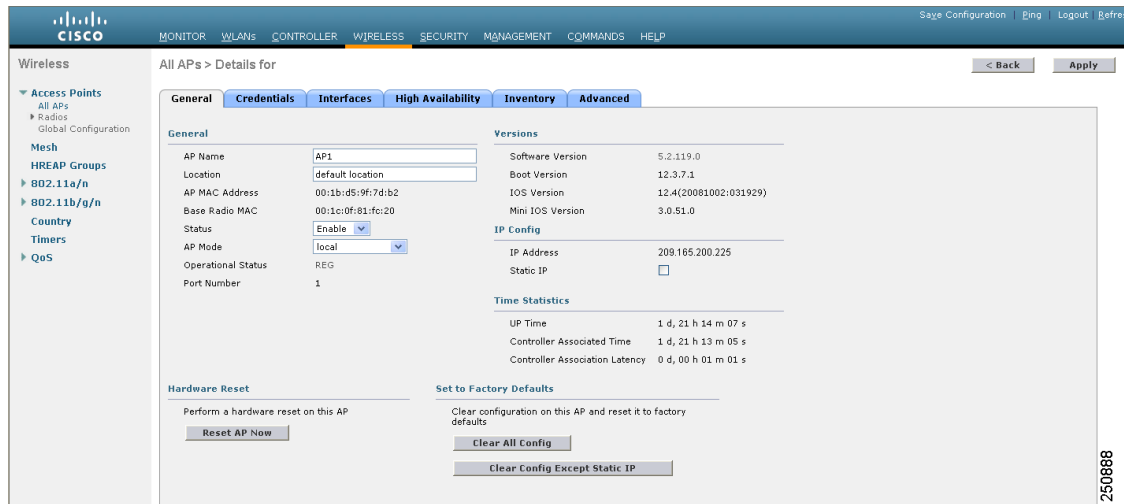 Save Configuration | Ping | Logout | Refre
CISCO
MONITOR WLANs CONTROLLER WIRELESS SECURITY MANAGEMENT COMMANDS HELP
Wireless
Access Points
All APs
Radios
Global Configuration
Mesh
HREAP Groups
802.11a/n
802.11b/g/n
Country
Timers
QoS
All APs > Details for
< Back
Apply
General Credentials Interfaces High Availability Inventory Advanced
General
AP Name AP1
Location default location
AP MAC Address 00:1b:d5:9f:7d:b2
Base Radio MAC 00:1c:0f:81:fc:20
Status Enable
AP Mode local
Operational Status REG
Port Number 1
Versions
Software Version 5.2.119.0
Boot Version 12.3.7.1
IOS Version 12.4(20081002:031929)
Mini IOS Version 3.0.51.0
IP Config
IP Address 209.165.200.225
Static IP
Time Statistics
UP Time 1 d, 21 h 14 m 07 s
Controller Associated Time 1 d, 21 h 13 m 05 s
Controller Association Latency 0 d, 00 h 01 m 01 s
Hardware Reset
Perform a hardware reset on this AP
Reset AP Now
Set to Factory Defaults
Clear configuration on this AP and reset it to factory
defaults
Clear All Config
Clear Config Except Static IP
250888